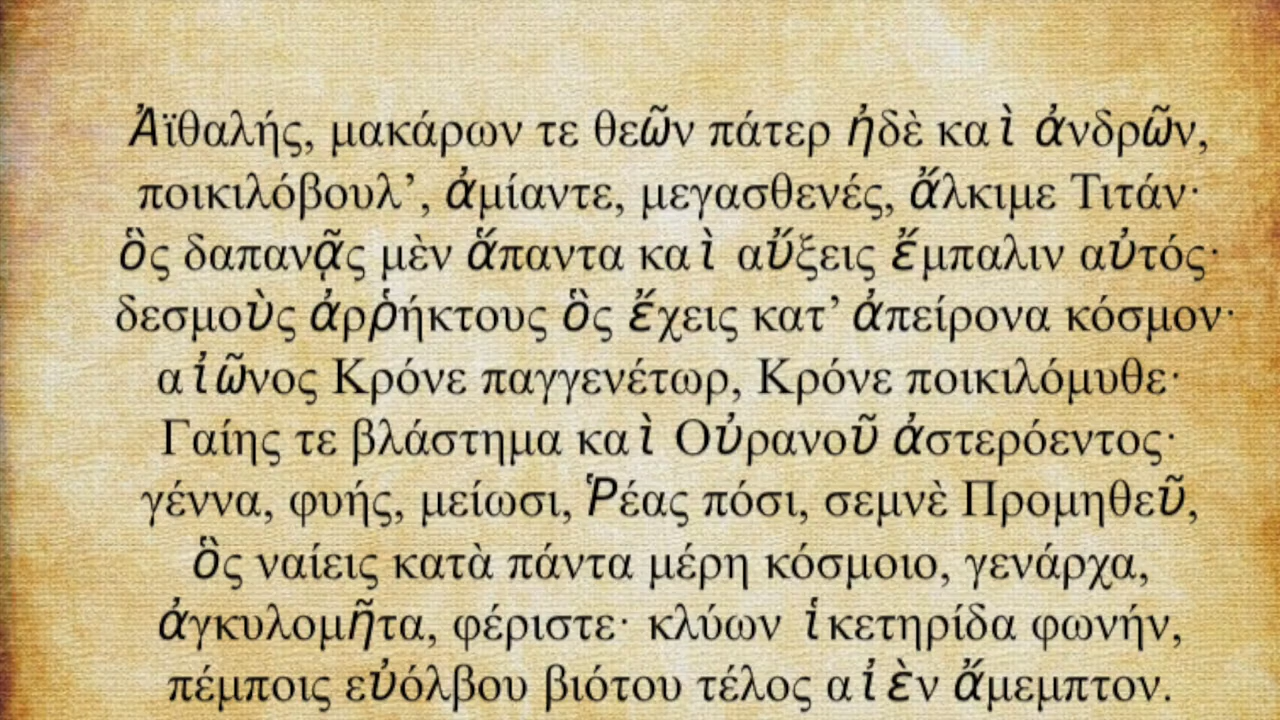 Ἀϊθαλής, μακάρων τε θεῶν πάτερ ἠδὲ καὶ ἀνδρῶν,
ποικιλόβουλ’, ἀμίαντε, μεγασθενές, ἄλκιμε Τιτάν·
ὃς δαπανᾷς μὲν ἅπαντα καὶ αὔξεις ἔμπαλιν αὐτός·
δεσμοὺς ἀρῥήκτους ὃς ἔχεις κατ’ ἀπείρονα κόσμον·
αἰῶνος Κρόνε παγγενέτωρ, Κρόνε ποικιλόμυθε·
Γαίης τε βλάστημα καὶ Οὐρανοῦ ἀστερόεντος·
γέννα, φυής, μείωσι, Ῥέας πόσι, σεμνὲ Προμηθεῦ,
ὃς ναίεις κατὰ πάντα μέρη κόσμοιο, γενάρχα,
ἀγκυλομῆτα, φέριστε· κλύων ἱκετηρίδα φωνήν,
πέμποις εὐόλβου βιότου τέλος αἰὲν ἄμεμπτον.